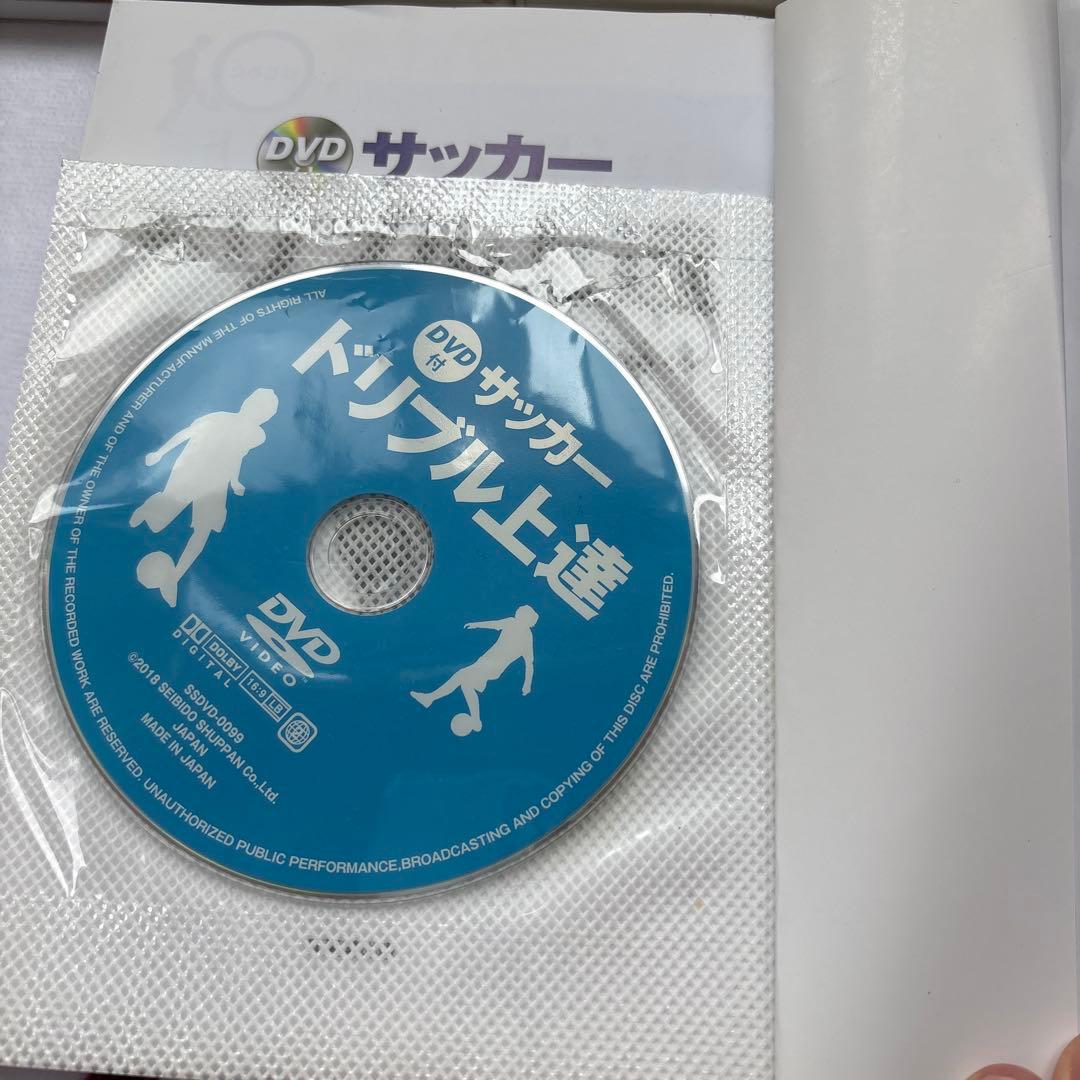 DVD
サッカー
DVD
付
サッカー
ドリブル上達
DVD
VIDEO
DOLBY
DIGITAL
16:9 LB
SSDVD-0099
©2018 SEIBIDO SHUPPAN Co.,Ltd.
JAPAN
MADE IN JAPAN
ALL RIGHTS OF THE MANUFACTURER AND OF THE OWNER OF THE RECORDED WORK ARE RESERVED. UNAUTHORIZED PUBLIC PERFORMANCE,BROADCASTING AND COPYING OF THIS DISC ARE PROHIBITED.